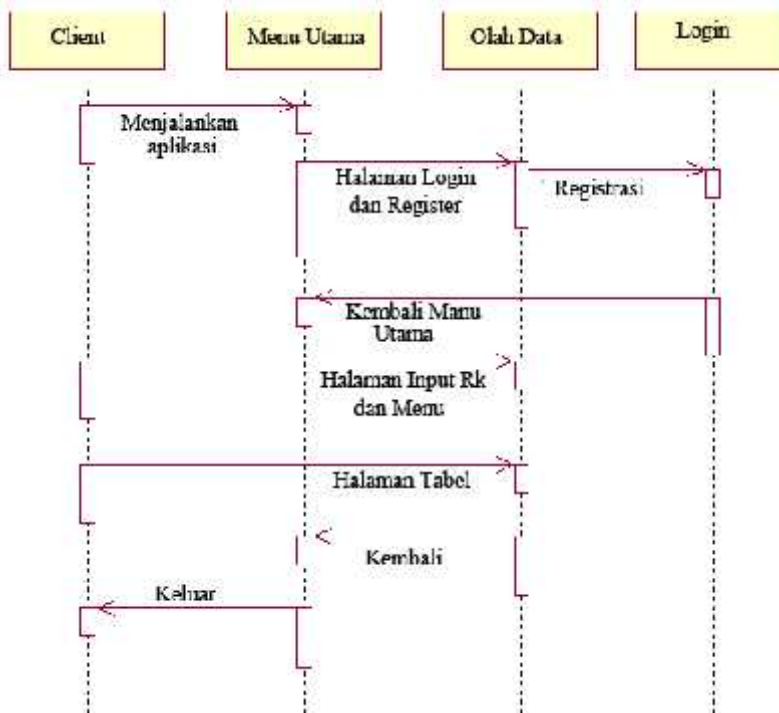 Client
Menu Utama
Olah Data
Login
Menjalankan
aplikasi
Halaman Login
dan Register
Registrasi
Kembali Manu
Utama
Halaman Input Rk
dan Menu
Halaman Tabel
Kembali
Keluar